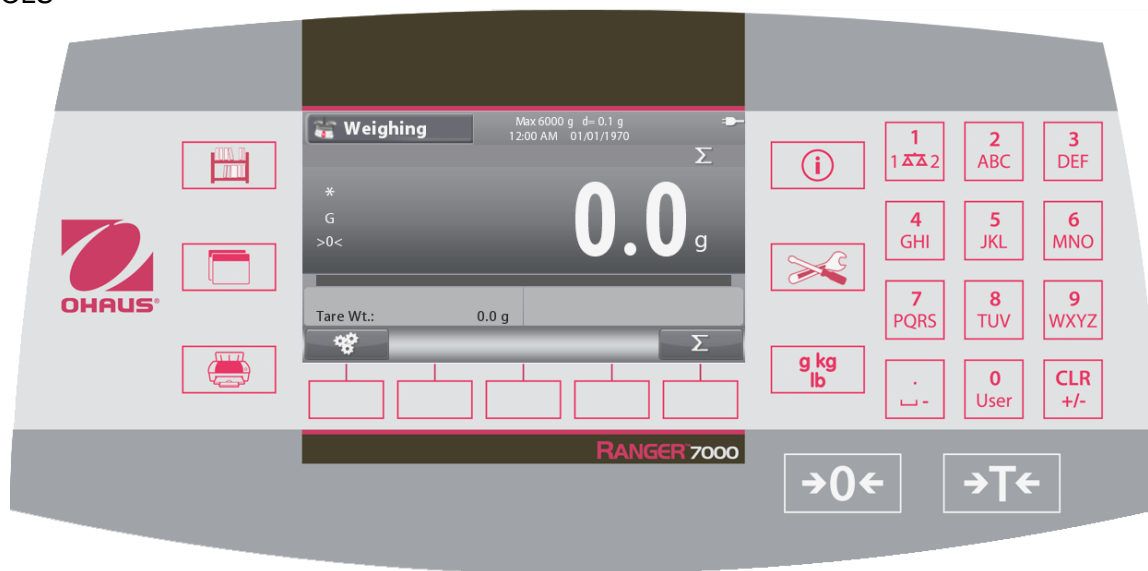 Weighing
Max 6000 g d= 0.1 g
12:00 AM 01/01/1970
Σ
*
G
>0<
0.0 g
Tare Wt.: 0.0 g
Σ
OHAUS®
g kg
lb
1
1 2
2
ABC
3
DEF
4
GHI
5
JKL
6
MNO
7
PQRS
8
TUV
9
WXYZ
.
-
0
User
CLR
+/-
RANGER™7000
→0←
→T←